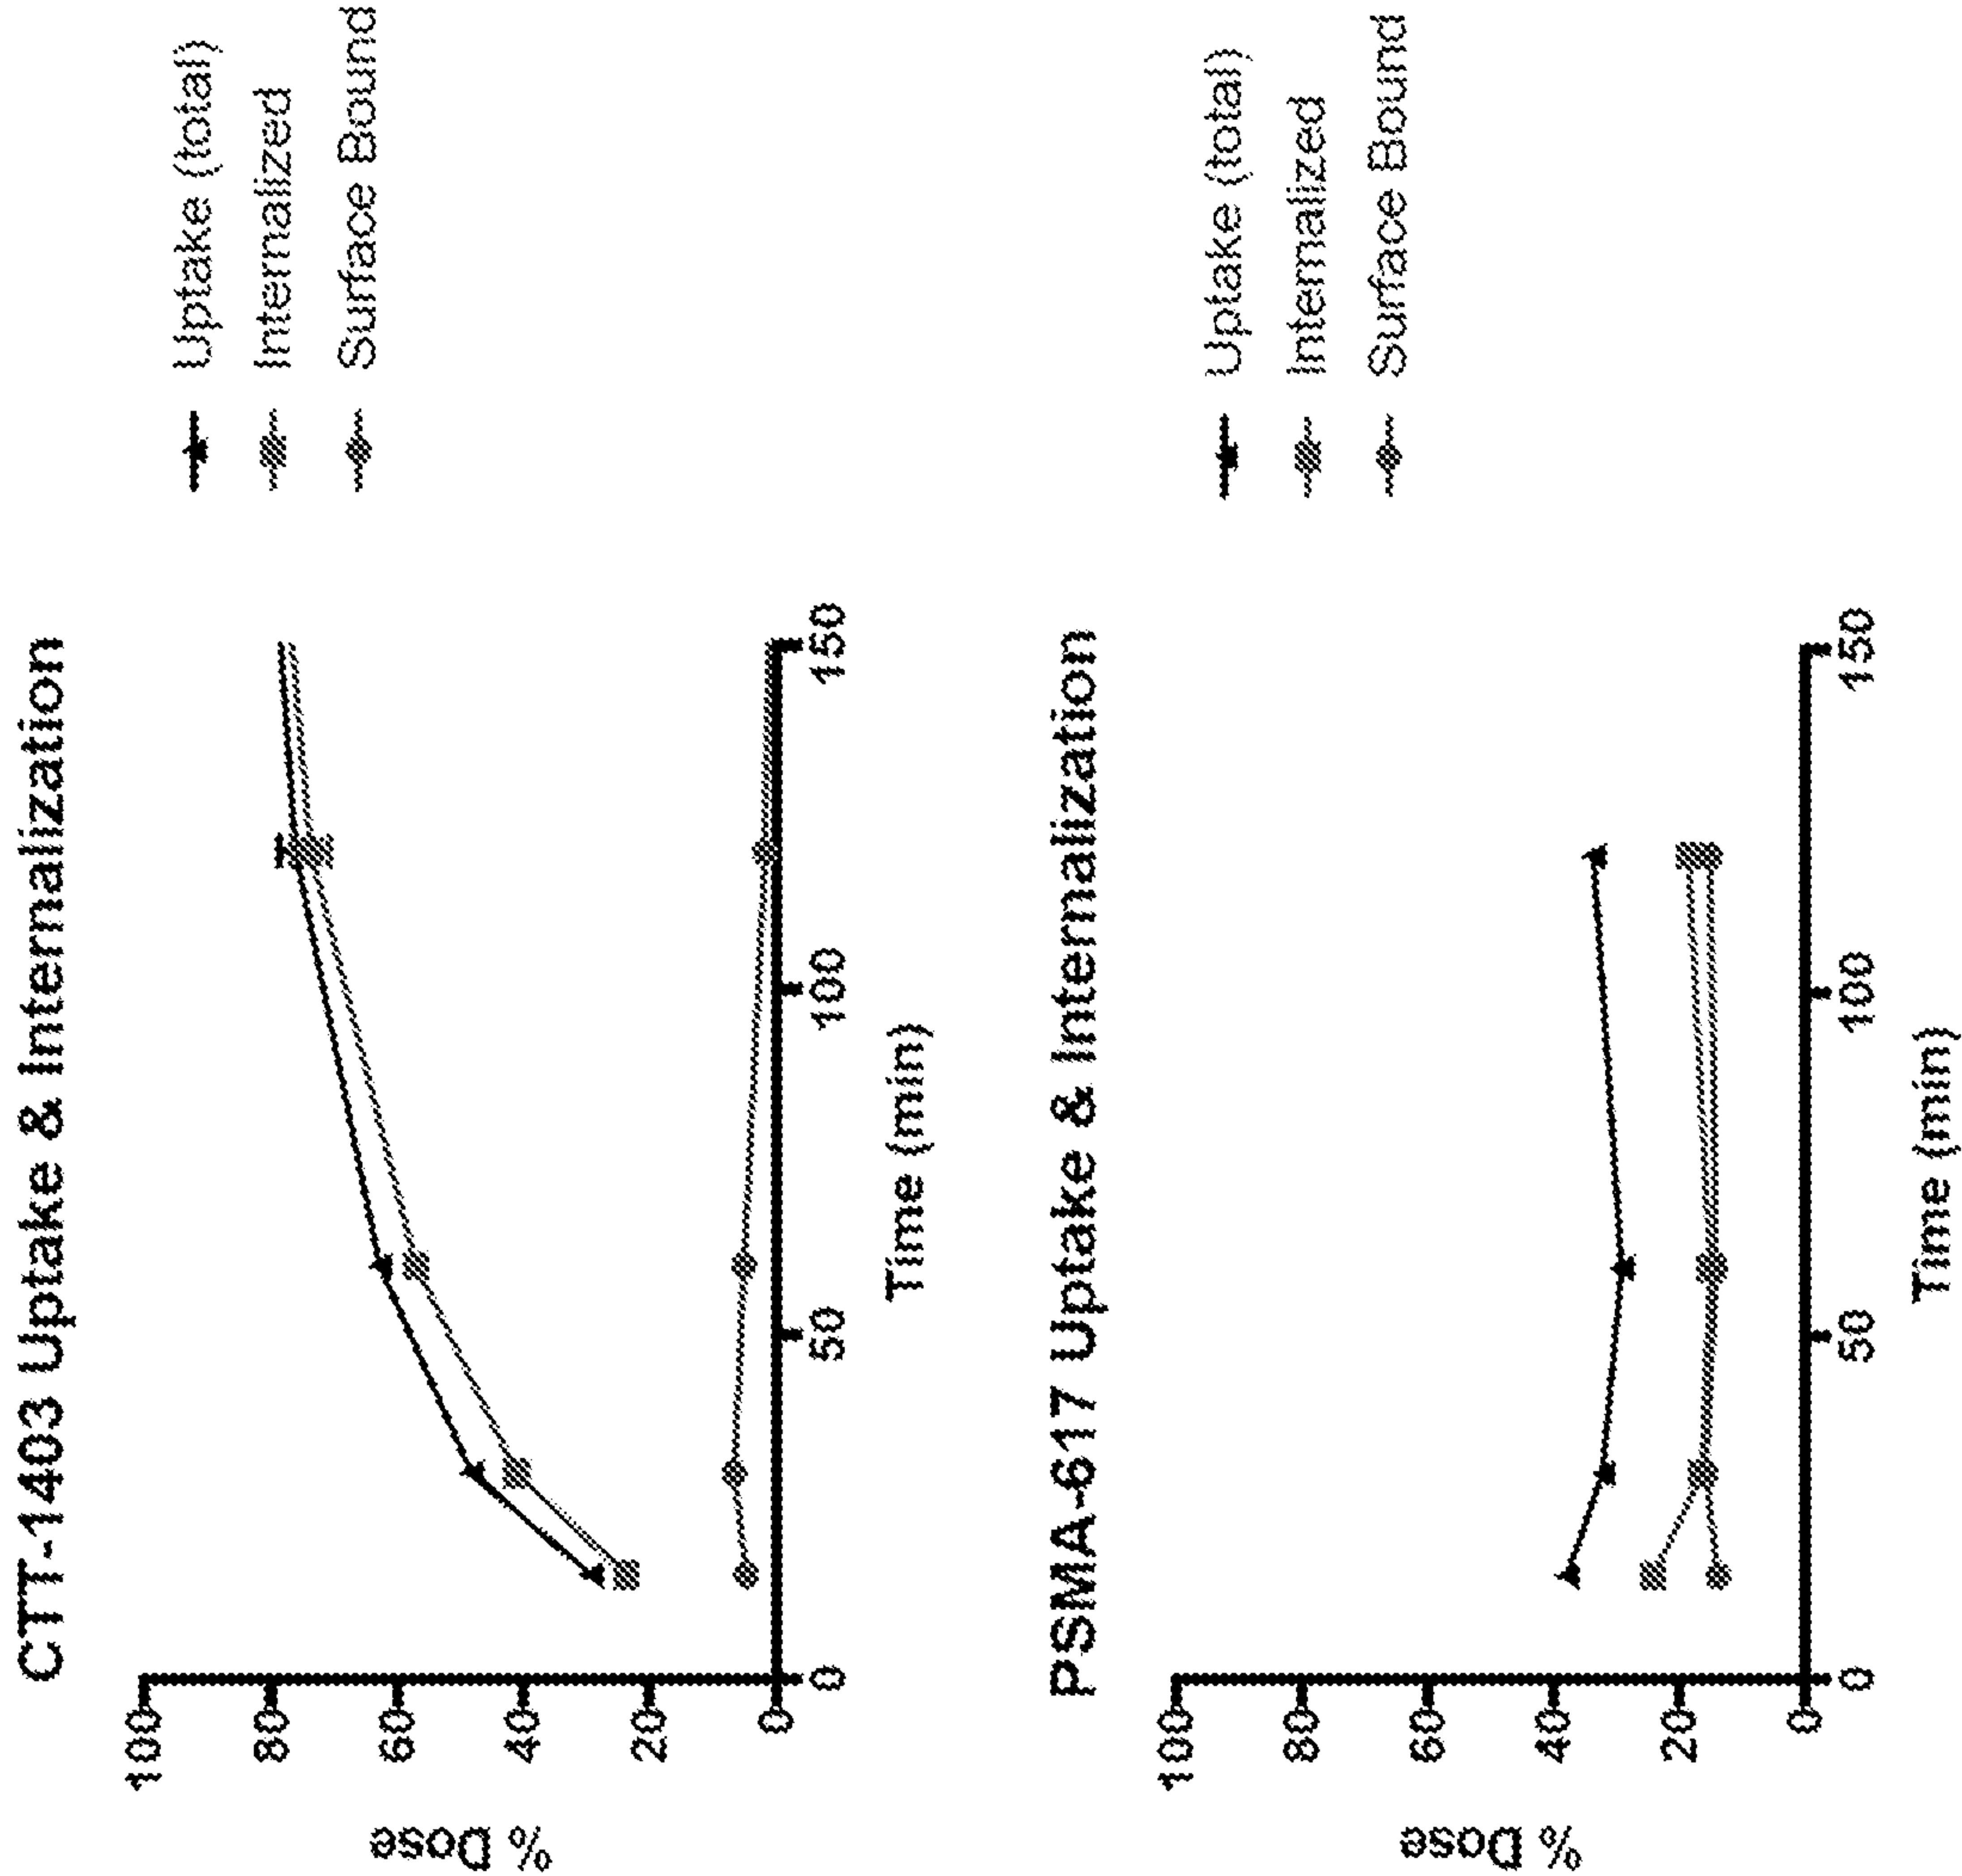 CTT-1403 Uptake & Internalization
% Dose
100
80
60
40
20
0
0
50
100
150
Time (min)
Uptake (total)
Internalized
Surface Bound
PSMA-617 Uptake & Internalization
% Dose
100
80
60
40
20
0
0
50
100
150
Time (min)
Uptake (total)
Internalized
Surface Bound